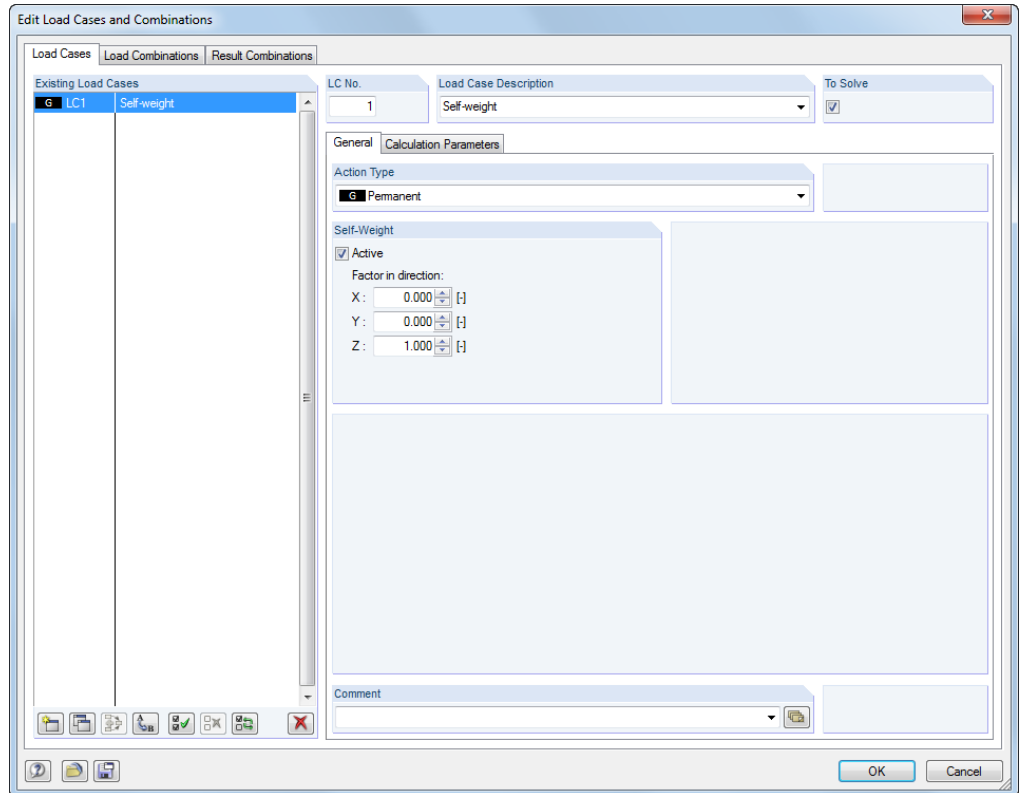 Edit Load Cases and Combinations
Load Cases Load Combinations Result Combinations
Existing Load Cases
G LC1 Self-weight
LC No.
1
Load Case Description
Self-weight
To Solve
General Calculation Parameters
Action Type
G Permanent
Self-Weight
Active
Factor in direction:
X : 0.000 [-]
Y : 0.000 [-]
Z : 1.000 [-]
Comment
OK Cancel